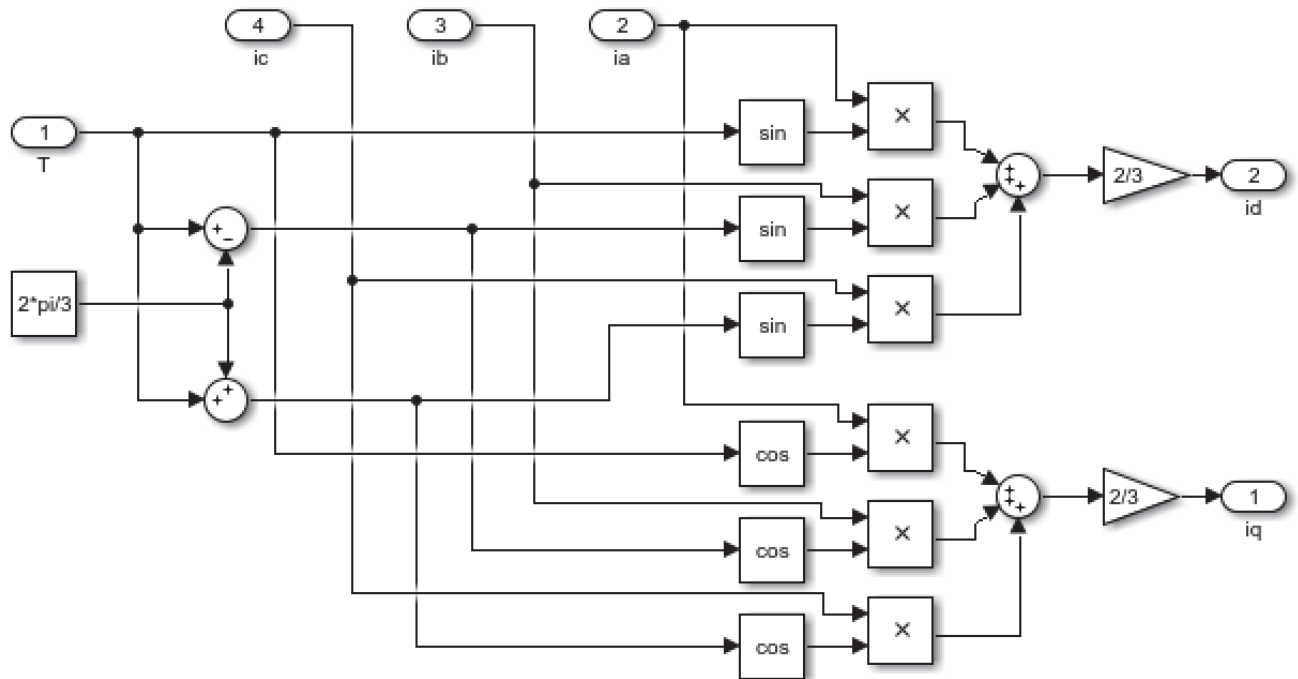 4
ic
3
ib
2
ia
1
T
sin
×
2/3
2
id
sin
×
+
−
2*pi/3
sin
×
+
+
+
+
+
cos
×
2/3
1
iq
cos
×
+
+
+
cos
×